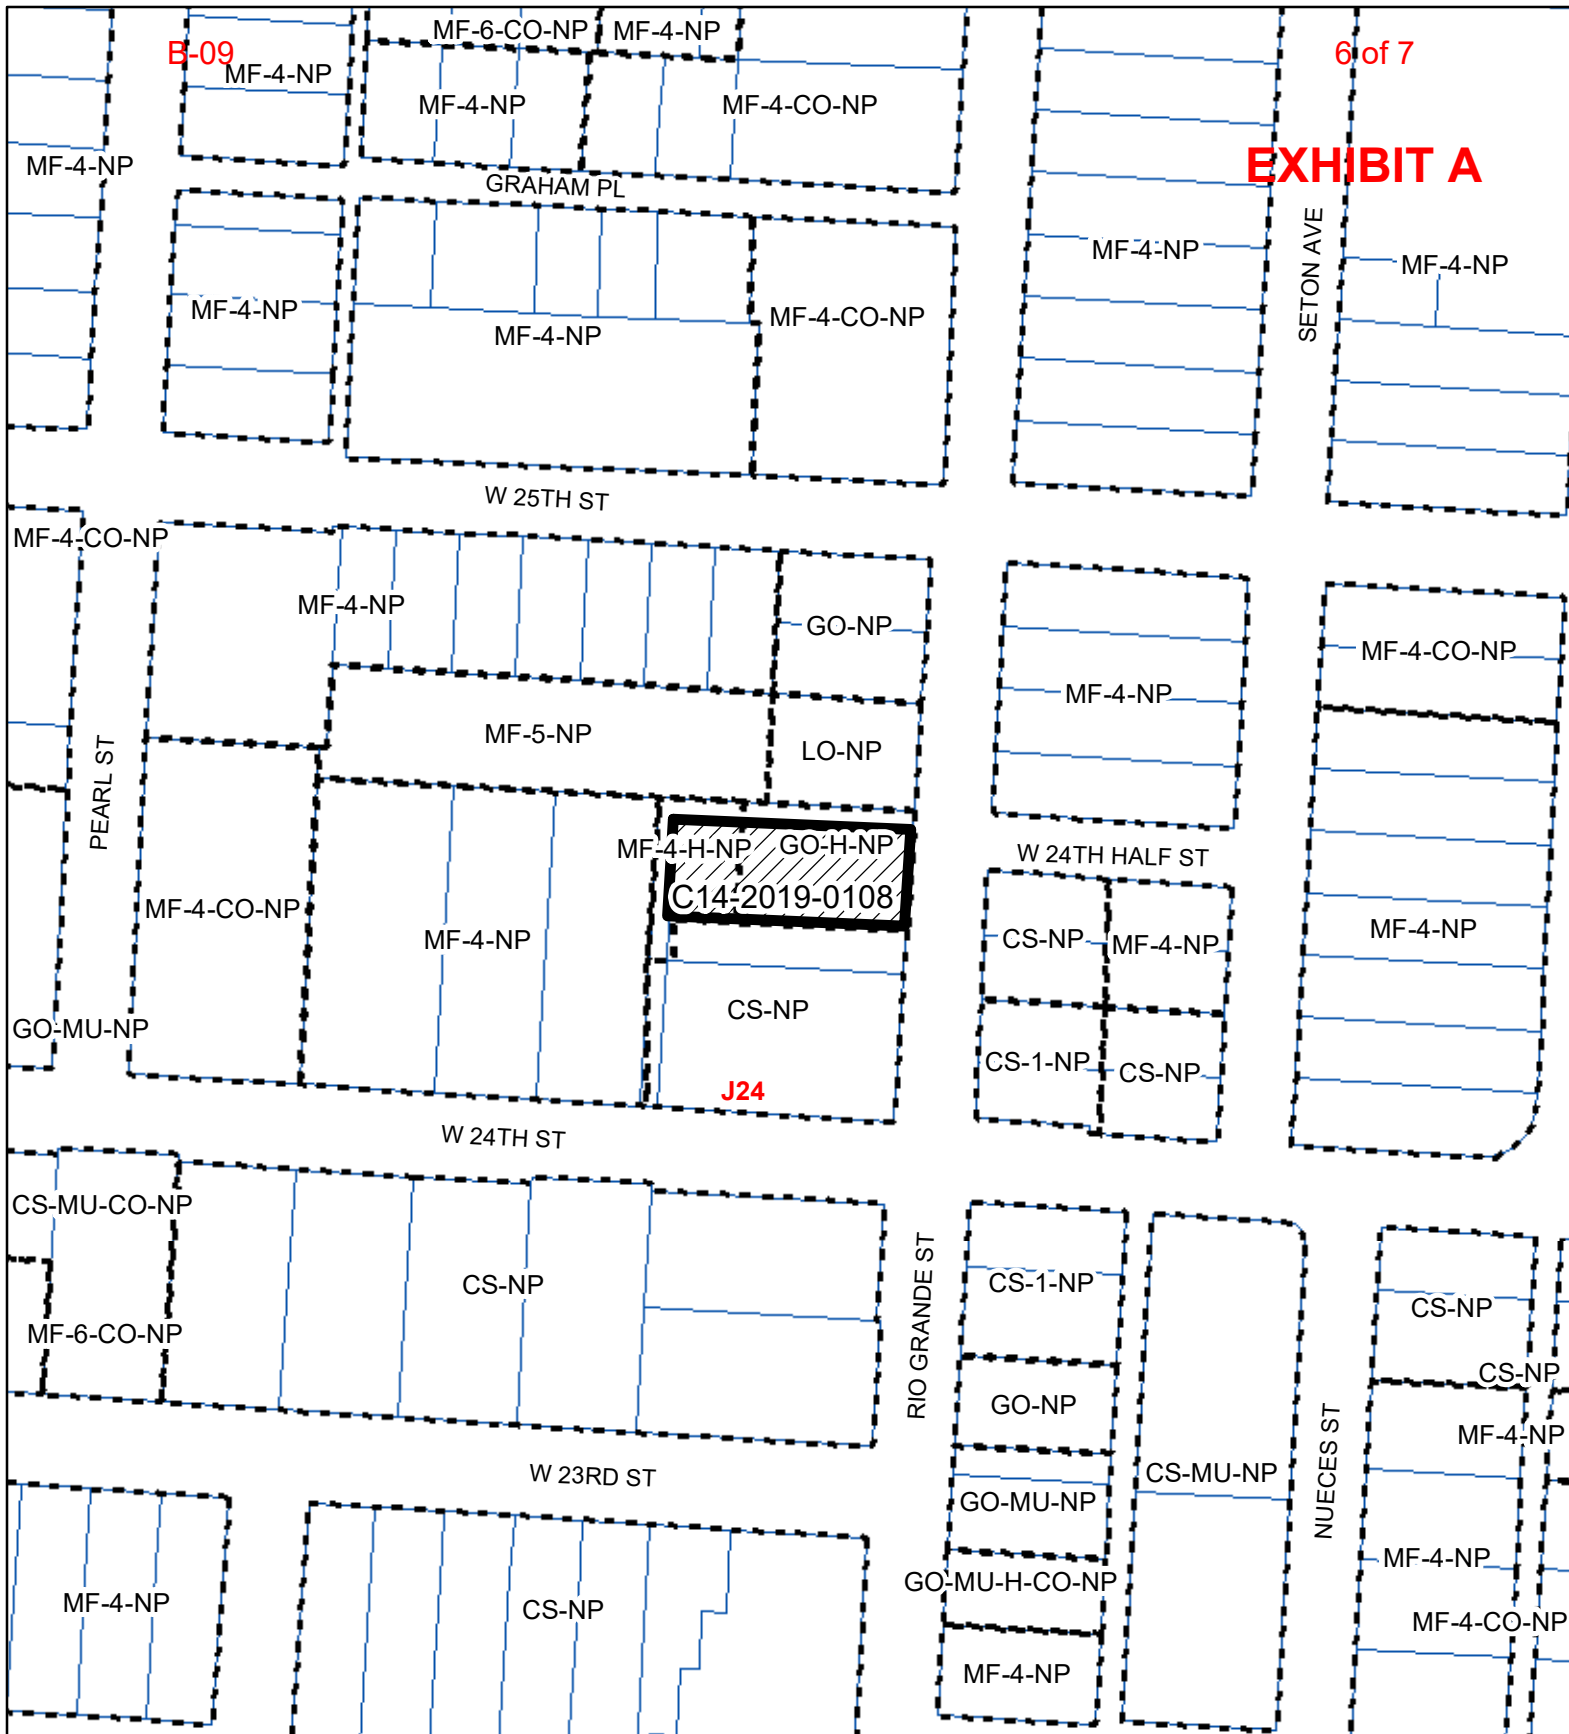 MF-6-CO-NP
MF-4-NP
B-09
6 of 7
MF-4-NP
MF-4-NP
MF-4-CO-NP
EXHIBIT A
MF-4-NP
GRAHAM PL
SETON AVE
MF-4-NP
MF-4-NP
MF-4-NP
MF-4-CO-NP
MF-4-NP
W 25TH ST
MF-4-CO-NP
MF-4-NP
GO-NP
MF-4-CO-NP
MF-4-NP
MF-5-NP
LO-NP
PEARL ST
MF-4-H-NP
GO-H-NP
W 24TH HALF ST
C14-2019-0108
MF-4-CO-NP
MF-4-NP
CS-NP
MF-4-NP
MF-4-NP
CS-NP
GO-MU-NP
CS-1-NP
CS-NP
J24
W 24TH ST
CS-MU-CO-NP
CS-NP
CS-1-NP
CS-NP
RIO GRANDE ST
MF-6-CO-NP
CS-NP
GO-NP
MF-4-NP
NUECES ST
W 23RD ST
CS-MU-NP
GO-MU-NP
MF-4-NP
GO-MU-H-CO-NP
MF-4-NP
CS-NP
MF-4-CO-NP
MF-4-NP